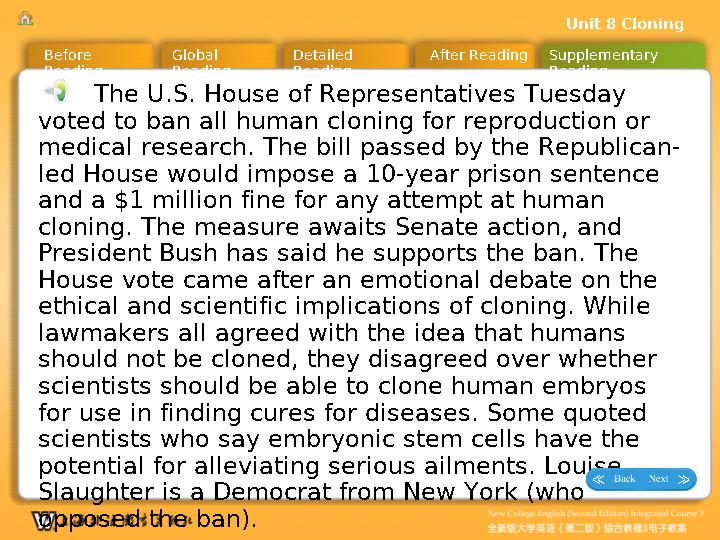 Unit 8 Cloning
Before Reading
Global Reading
Detailed Reading
After Reading
Supplementary Reading
The U.S. House of Representatives Tuesday
voted to ban all human cloning for reproduction or
medical research. The bill passed by the Republican-
led House would impose a 10-year prison sentence
and a $1 million fine for any attempt at human
cloning. The measure awaits Senate action, and
President Bush has said he supports the ban. The
House vote came after an emotional debate on the
ethical and scientific implications of cloning. While
lawmakers all agreed with the idea that humans
should not be cloned, they disagreed over whether
scientists should be able to clone human embryos
for use in finding cures for diseases. Some quoted
scientists who say embryonic stem cells have the
potential for alleviating serious ailments. Louise
Slaughter is a Democrat from New York (who
opposed the ban).
Back Next
New College English (Second Edition) Integrated Course 3
全新版大学英语（第二版）综合教程3电子教案